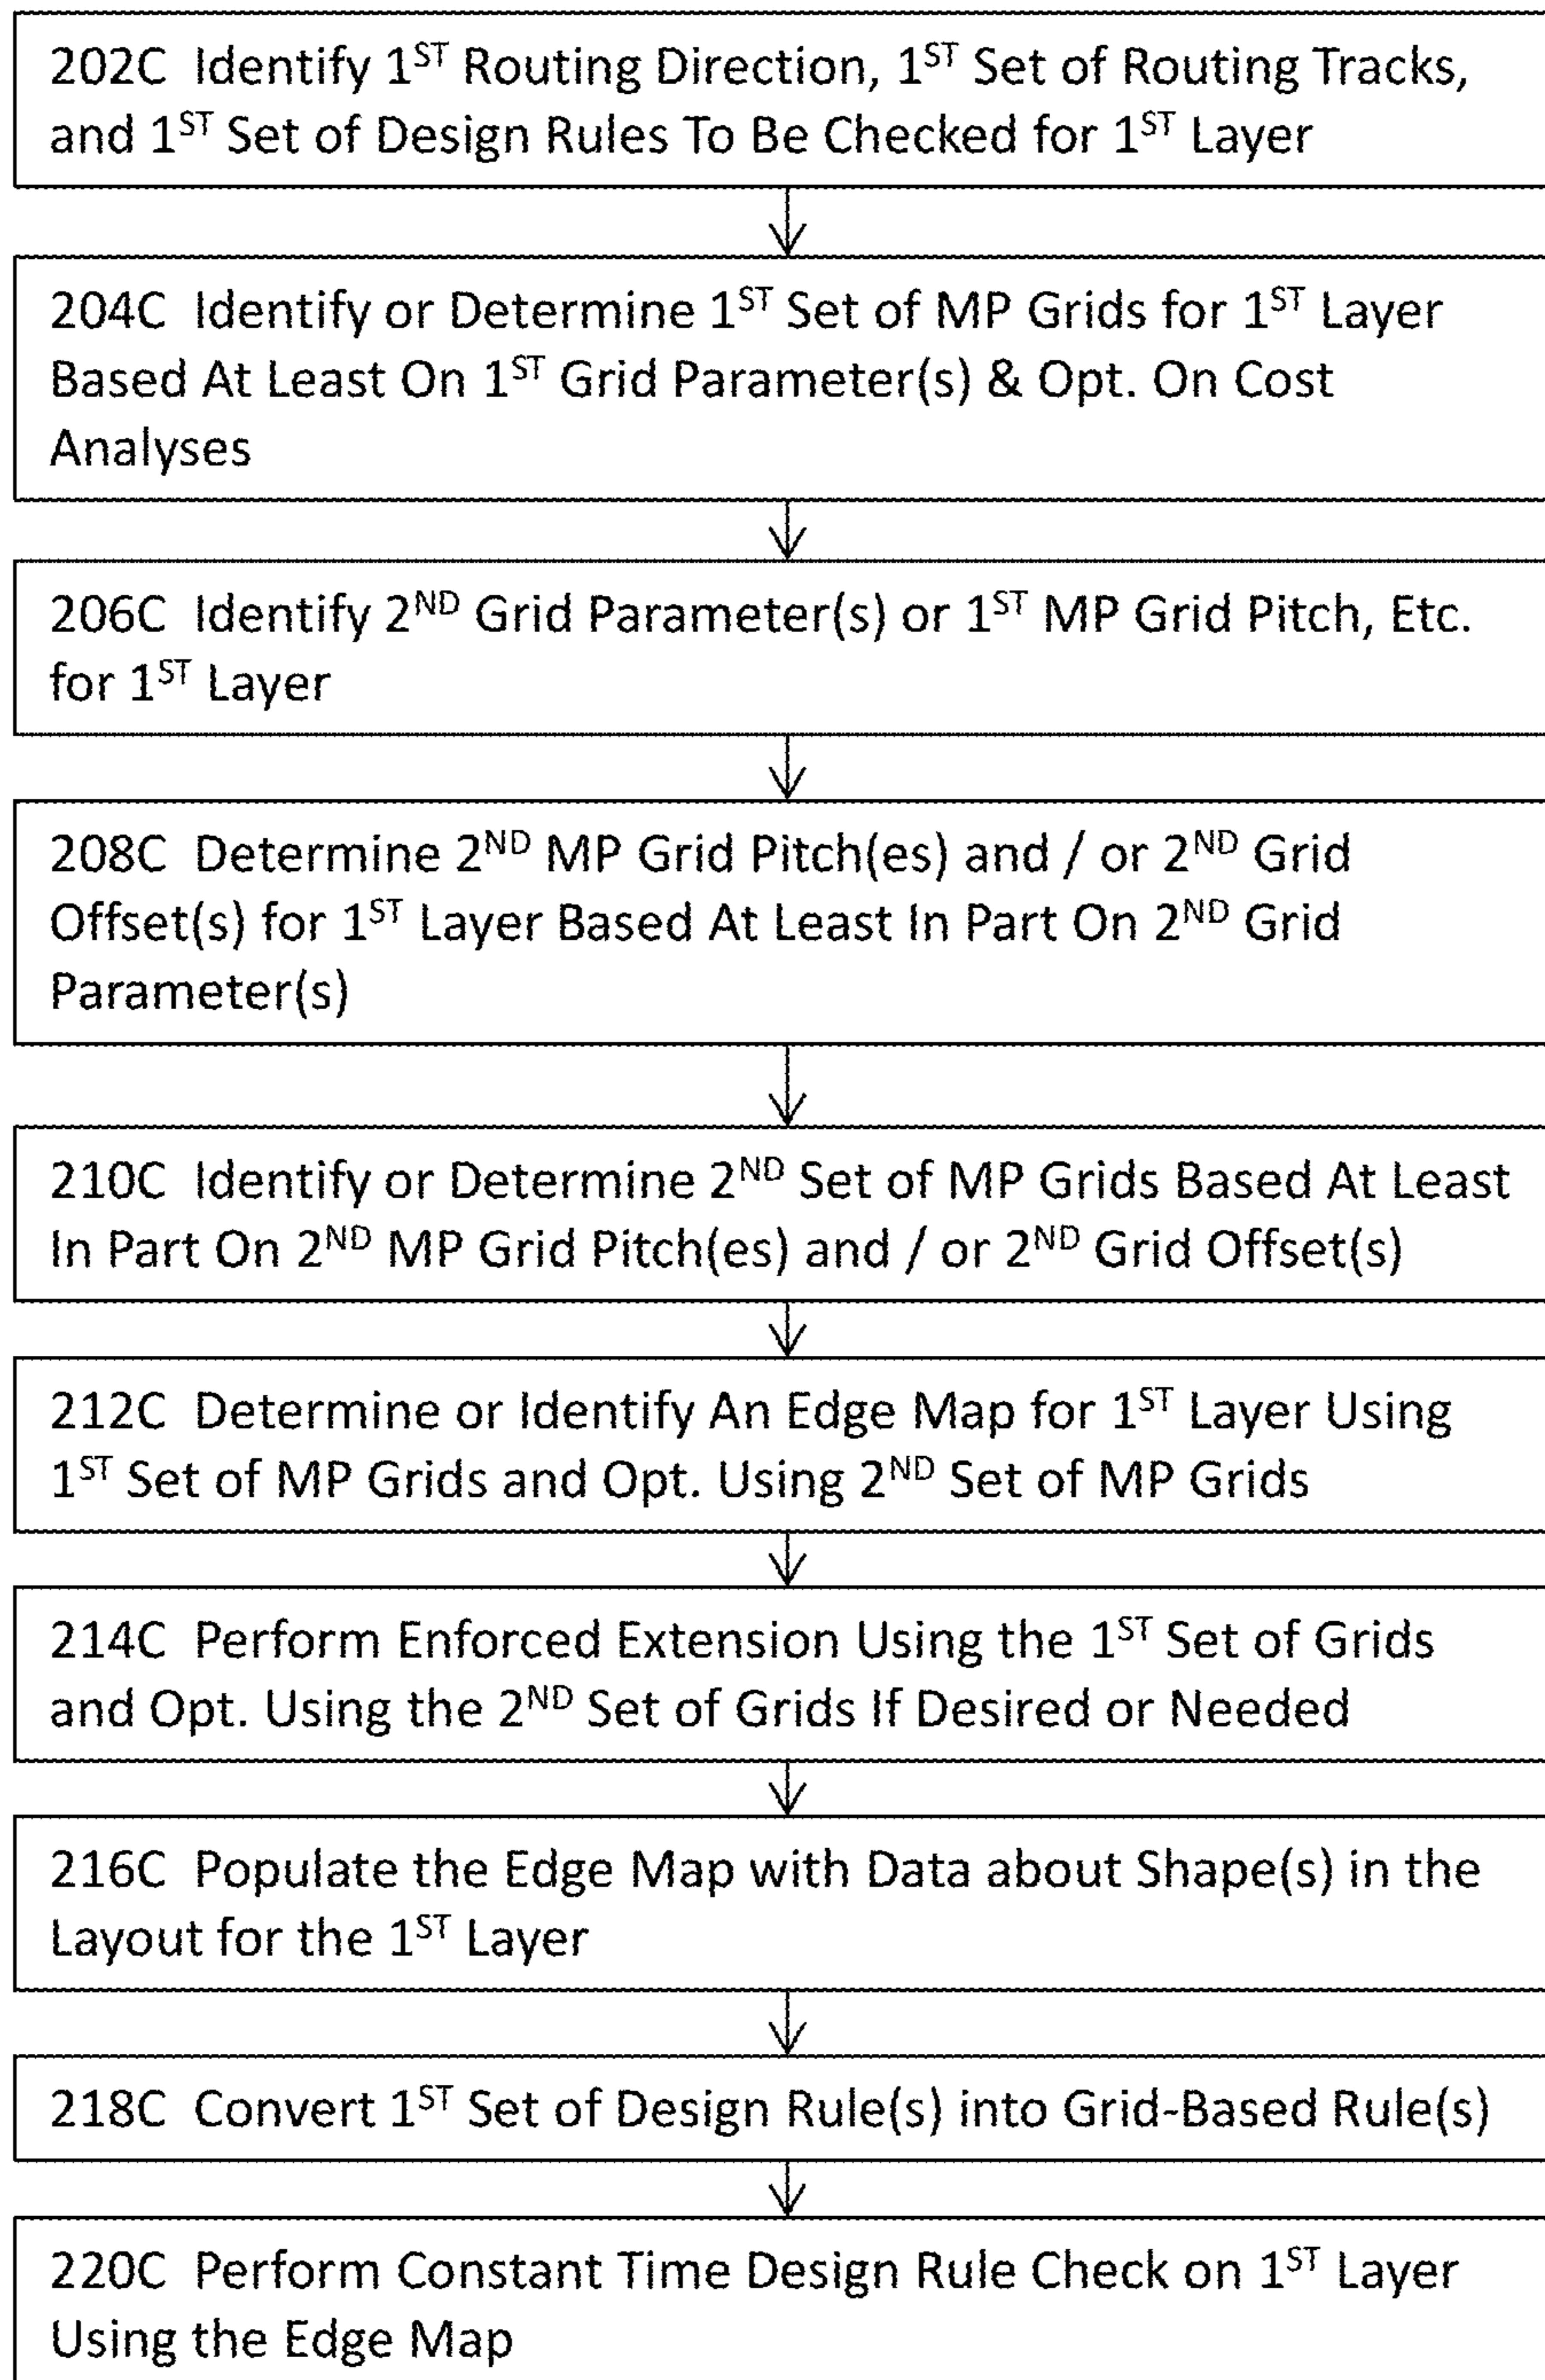 202C Identify 1ST Routing Direction, 1ST Set of Routing Tracks,
and 1ST Set of Design Rules To Be Checked for 1ST Layer
204C Identify or Determine 1ST Set of MP Grids for 1ST Layer
Based At Least On 1ST Grid Parameter(s) & Opt. On Cost
Analyses
206C Identify 2ND Grid Parameter(s) or 1ST MP Grid Pitch, Etc.
for 1ST Layer
208C Determine 2ND MP Grid Pitch(es) and / or 2ND Grid
Offset(s) for 1ST Layer Based At Least In Part On 2ND Grid
Parameter(s)
210C Identify or Determine 2ND Set of MP Grids Based At Least
In Part On 2ND MP Grid Pitch(es) and / or 2ND Grid Offset(s)
212C Determine or Identify An Edge Map for 1ST Layer Using
1ST Set of MP Grids and Opt. Using 2ND Set of MP Grids
214C Perform Enforced Extension Using the 1ST Set of Grids
and Opt. Using the 2ND Set of Grids If Desired or Needed
216C Populate the Edge Map with Data about Shape(s) in the
Layout for the 1ST Layer
218C Convert 1ST Set of Design Rule(s) into Grid-Based Rule(s)
220C Perform Constant Time Design Rule Check on 1ST Layer
Using the Edge Map